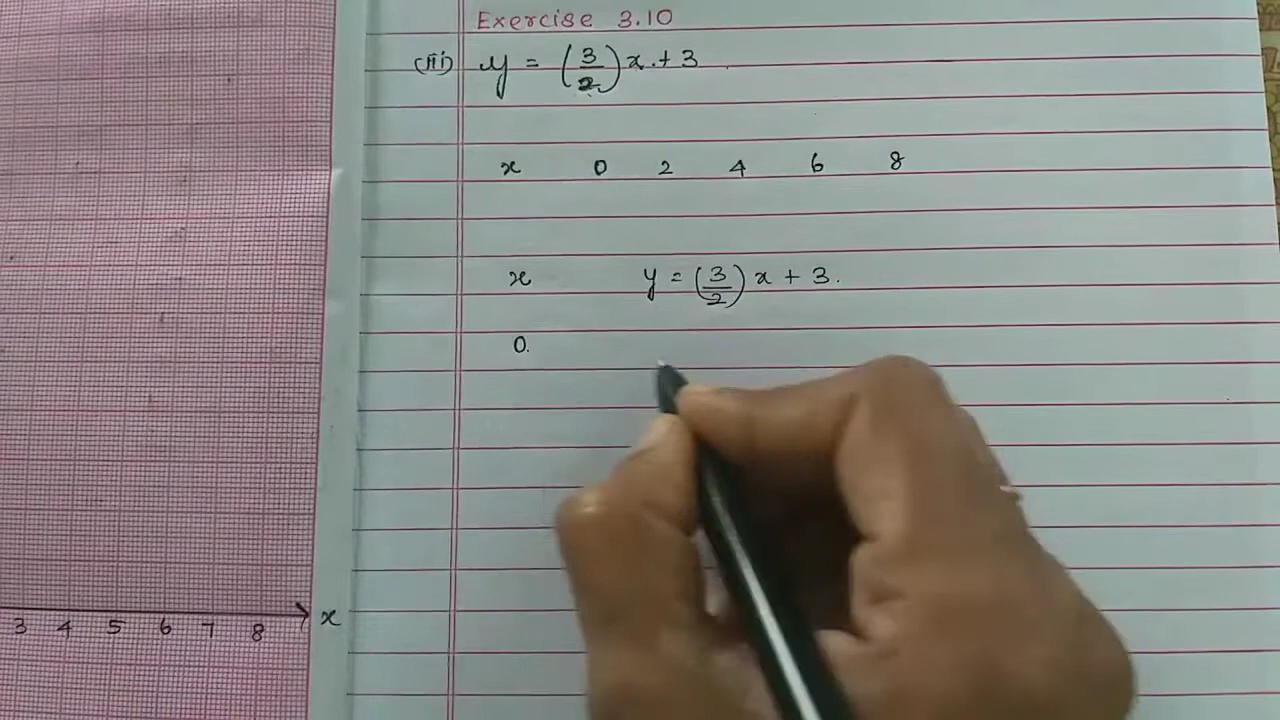 Exercise 3.10
(iii) y = (3/2)x + 3
x 0 2 4 6 8
x y = (3/2) x + 3.
0.
3 4 5 6 7 8 x